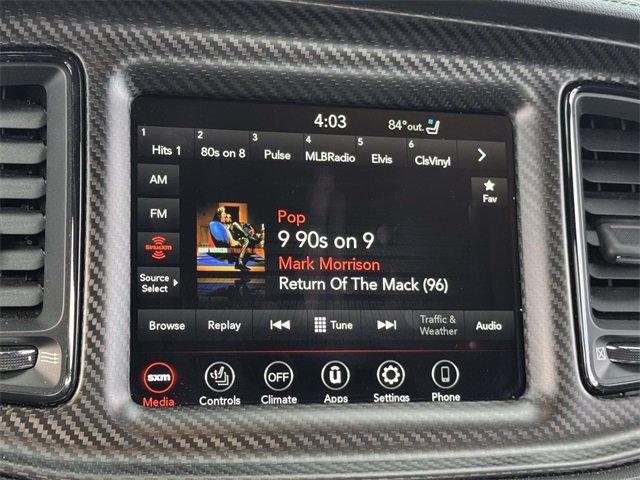 4:03 84°out.
1 2 3 4 5 6
Hits 1 80s on 8 Pulse MLBRadio Elvis ClsVinyl
AM
Fav
FM
Pop
SiriusXM
9 90s on 9
Mark Morrison
Source Select
Return Of The Mack (96)
Browse Replay Tune Traffic & Weather Audio
sxm OFF ū
Media Controls Climate Apps Settings Phone